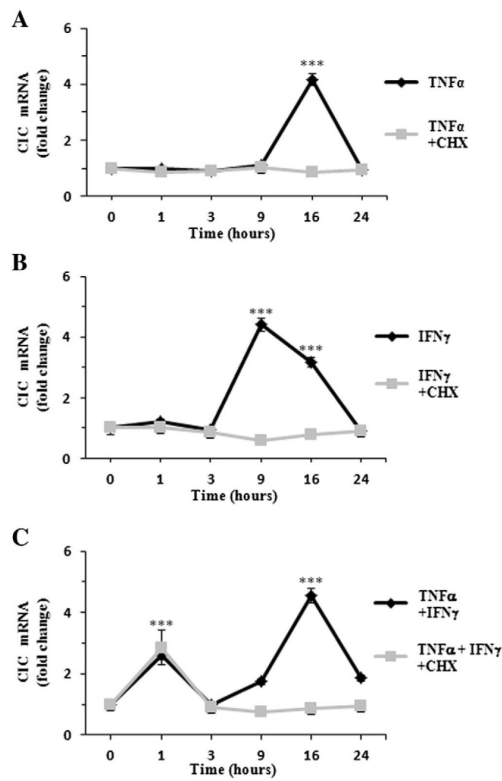 A
CIC mRNA
(fold change)
6
4
2
0
***
0 1 3 9 16 24
Time (hours)
TNFα
TNFα
+CHX
B
CIC mRNA
(fold change)
6
4
2
0
***
***
0 1 3 9 16 24
Time (hours)
IFNγ
IFNγ
+CHX
C
CIC mRNA
(fold change)
6
4
2
0
***
***
0 1 3 9 16 24
Time (hours)
TNFα
+IFNγ
TNFα + IFNγ
+CHX